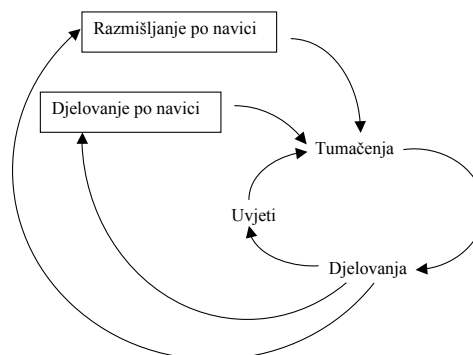 Razmišljanje po navici
Djelovanje po navici
Tumačenja
Uvjeti
Djelovanja